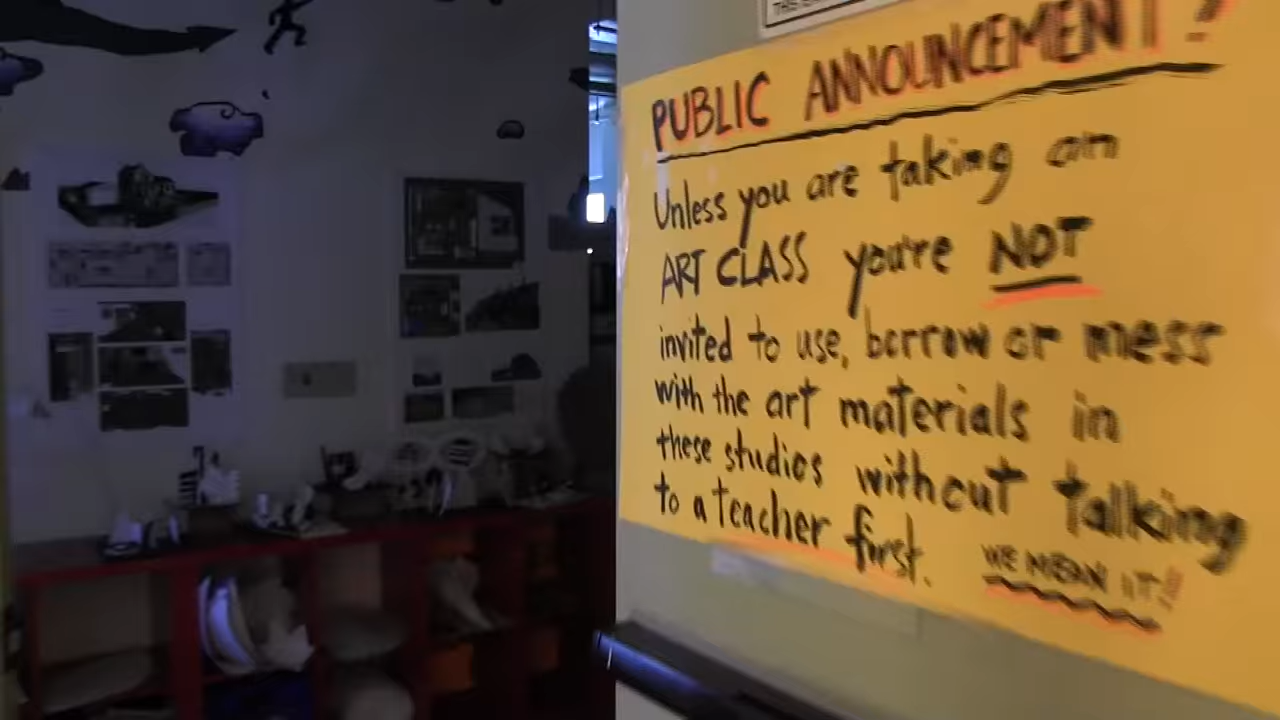 PUBLIC ANNOUNCEMENT!
Unless you are taking an
ART CLASS you're NOT
invited to use, borrow or mess
with the art materials in
these studios without talking
to a teacher first.
WE MEAN IT!!